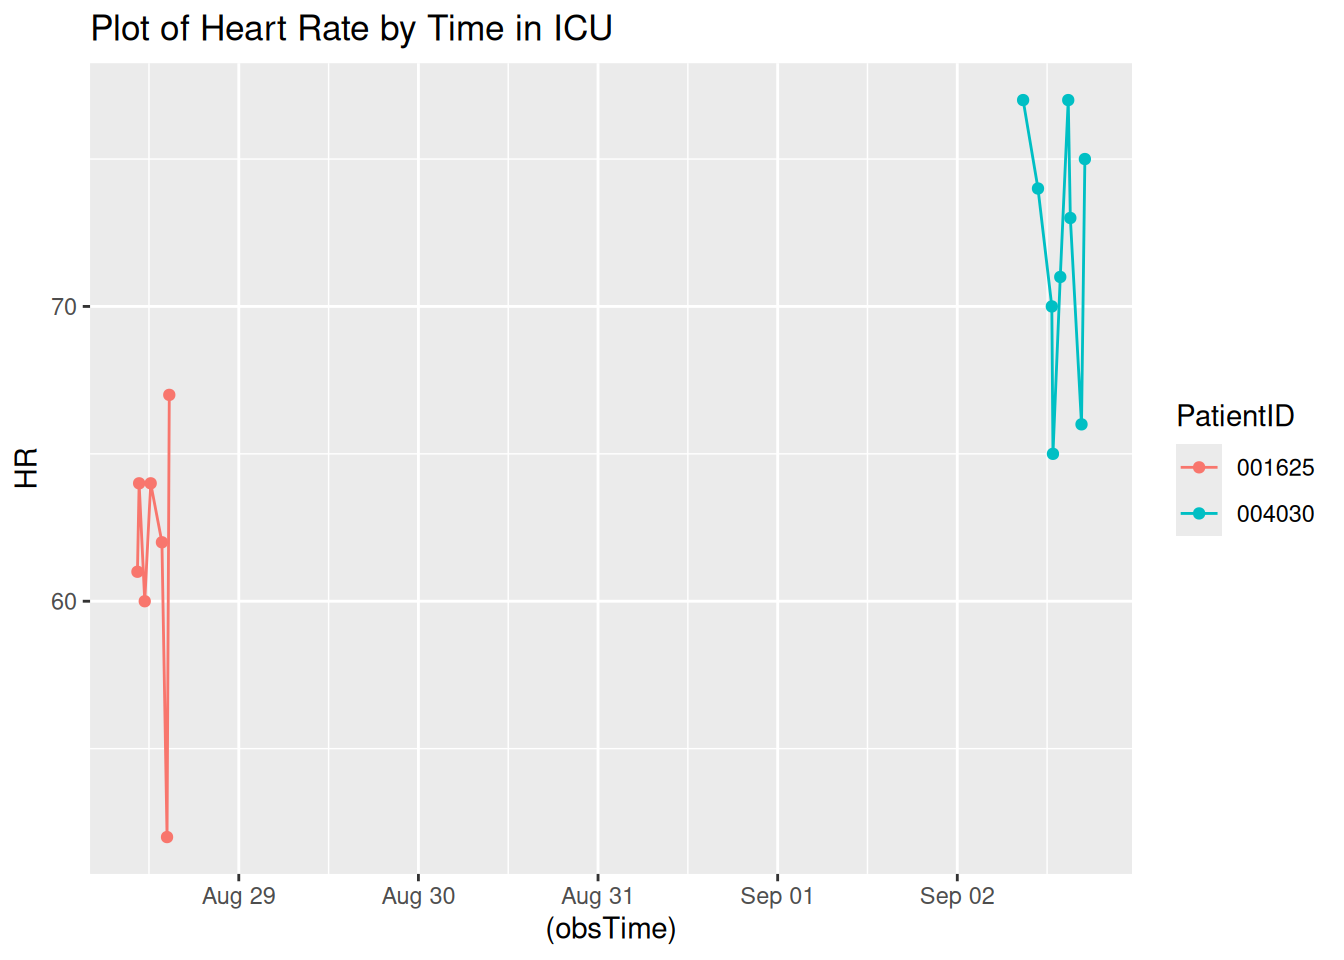 Plot of Heart Rate by Time in ICU
HR
70
60
Aug 29 Aug 30 Aug 31 Sep 01 Sep 02
(obsTime)
PatientID
001625
004030